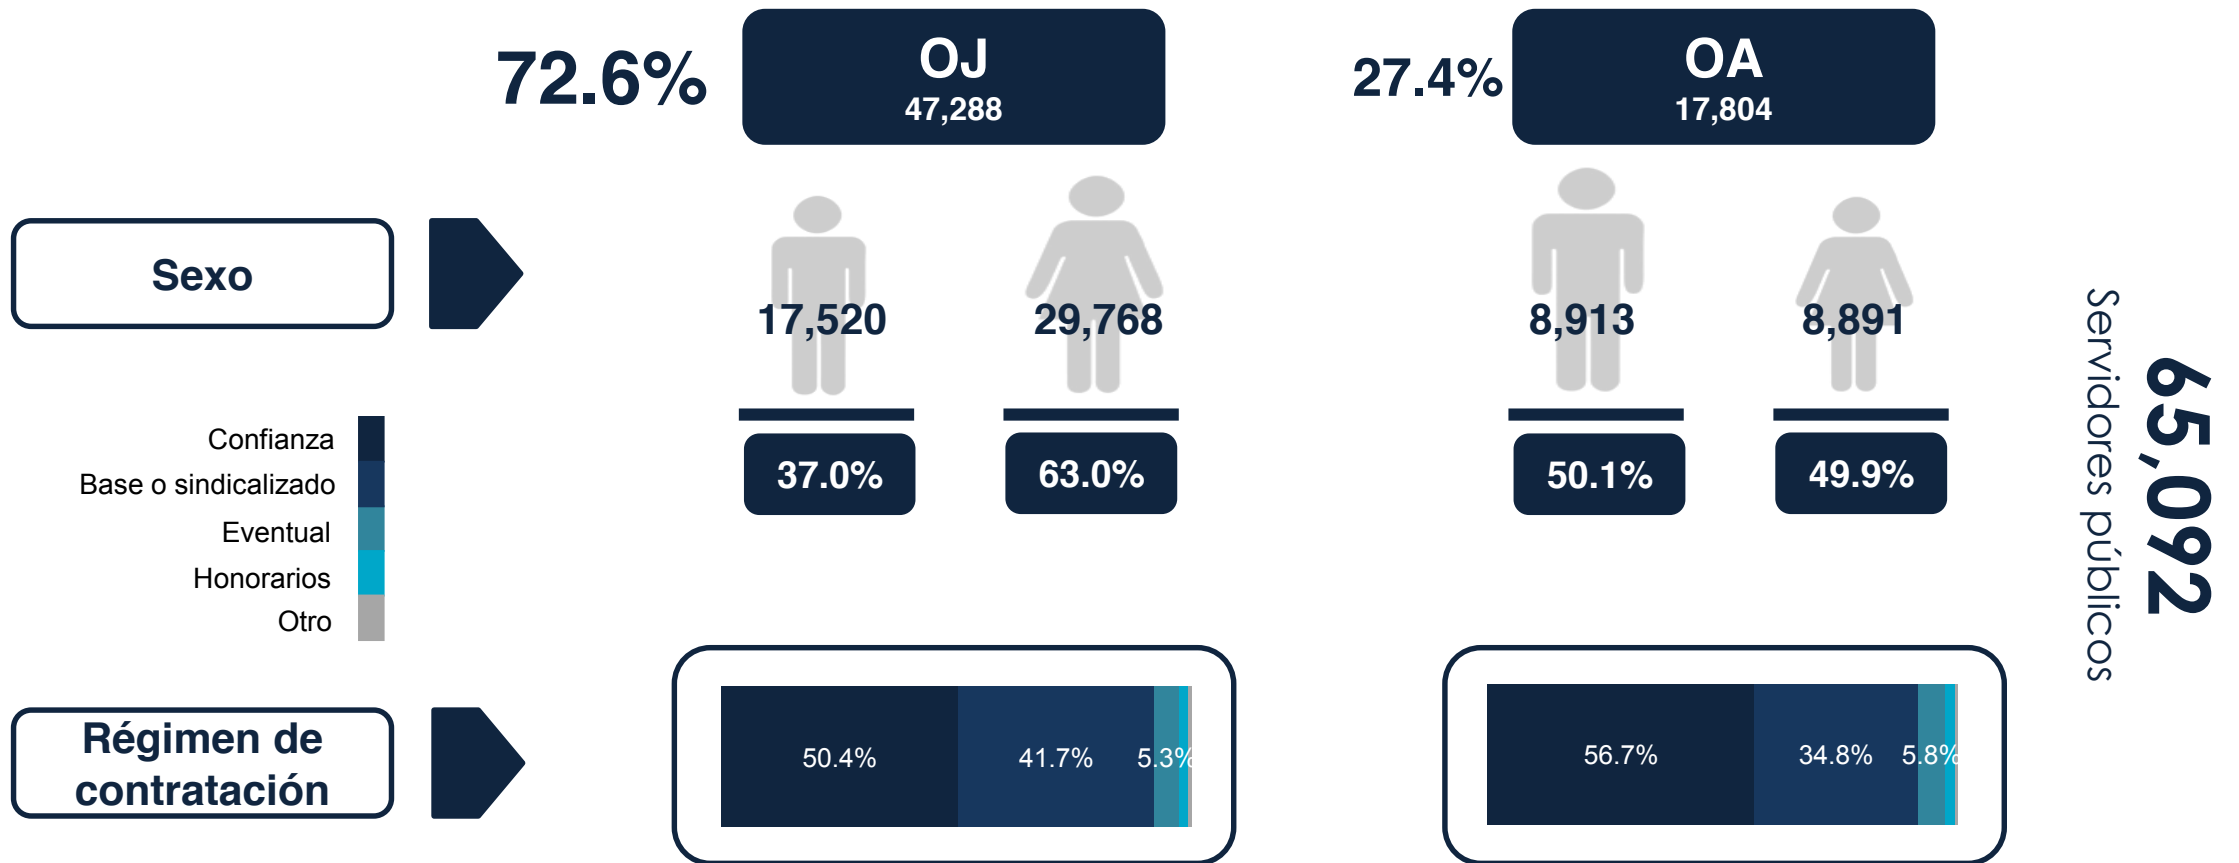 72.6%
OJ
47,288
27.4%
OA
17,804
Sexo
17,520
29,768
8,913
8,891
37.0%
63.0%
50.1%
49.9%
Confianza
Base o sindicalizado
Eventual
Honorarios
Otro
Régimen de
contratación
50.4%
41.7%
5.3%
56.7%
34.8%
5.8%
65,092
Servidores públicos